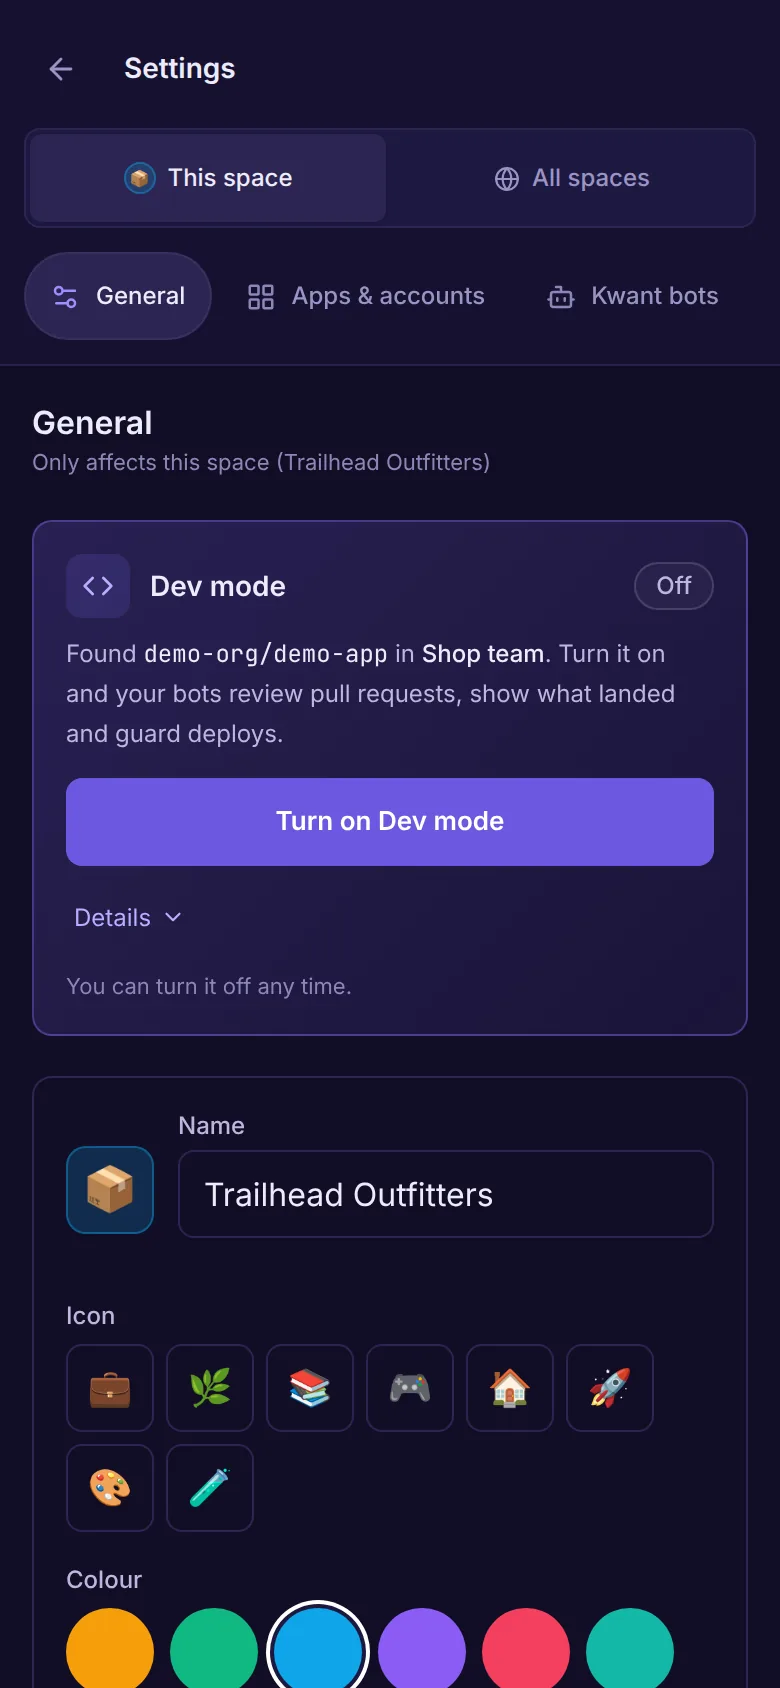 Settings
This space
All spaces
General
Apps & accounts
Kwant bots
General
Only affects this space (Trailhead Outfitters)
Dev mode
Off
Found demo-org/demo-app in Shop team. Turn it on
and your bots review pull requests, show what landed
and guard deploys.
Turn on Dev mode
Details
You can turn it off any time.
Name
Trailhead Outfitters
Icon
Colour